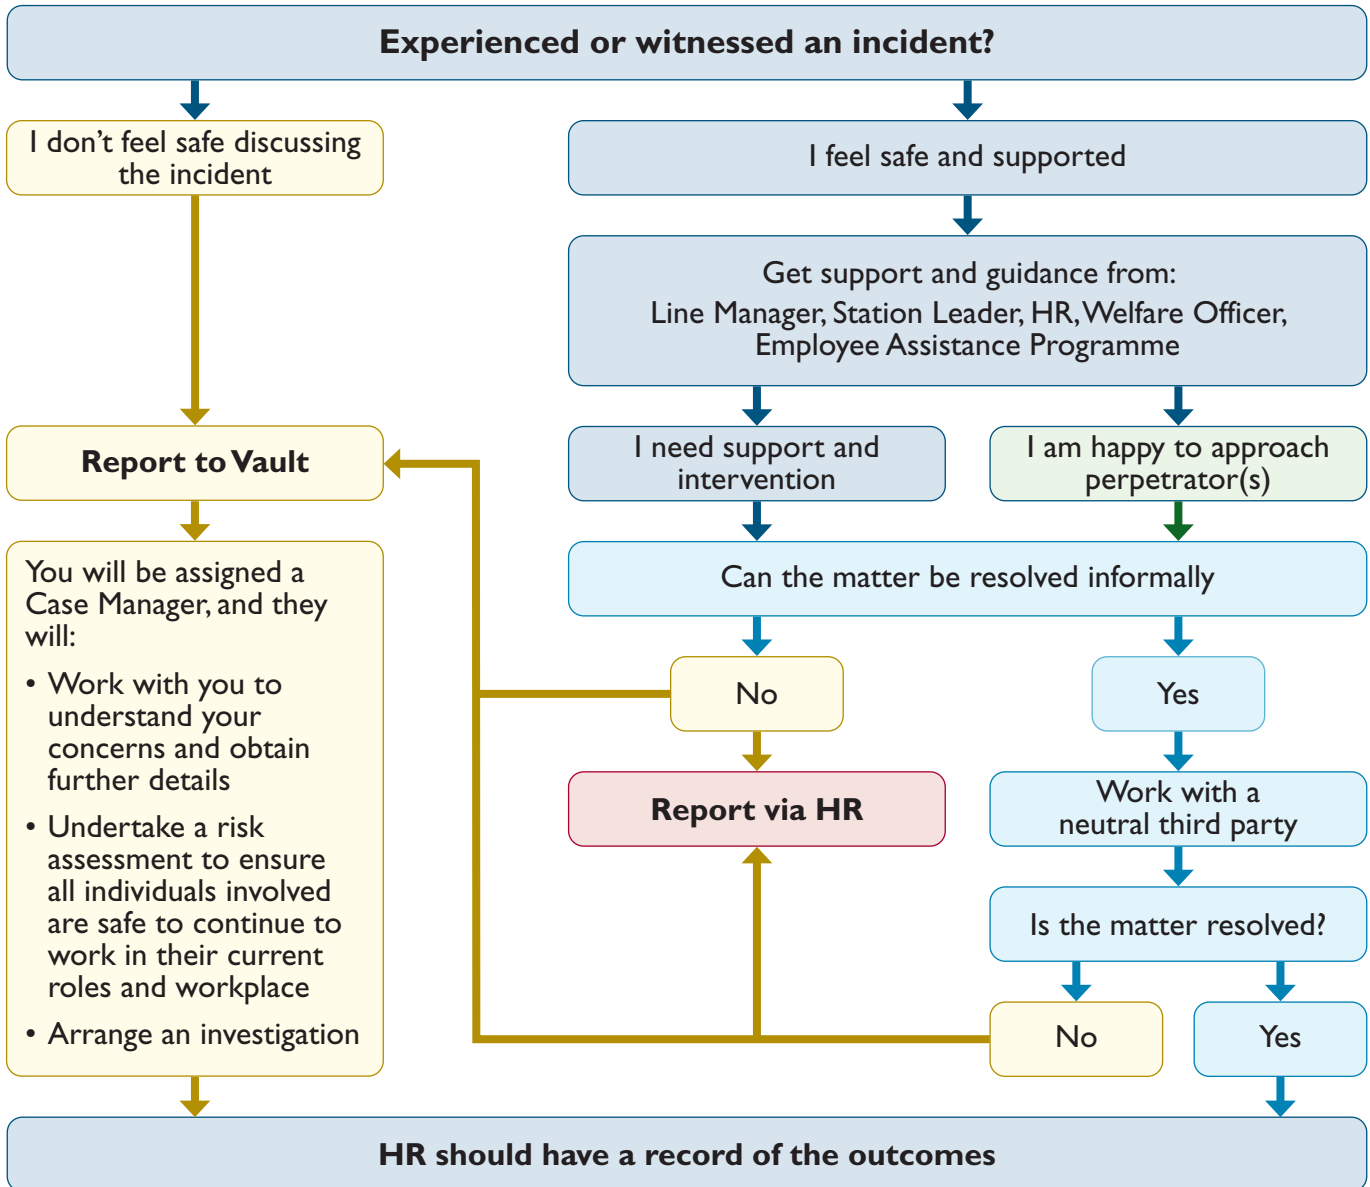 Experienced or witnessed an incident?
I don’t feel safe discussing
the incident
I feel safe and supported
Get support and guidance from:
Line Manager, Station Leader, HR, Welfare Officer,
Employee Assistance Programme
Report to Vault
I need support and
intervention
I am happy to approach
perpetrator(s)
You will be assigned a
Case Manager, and they
will:
• Work with you to
understand your
concerns and obtain
further details
• Undertake a risk
assessment to ensure
all individuals involved
are safe to continue to
work in their current
roles and workplace
• Arrange an investigation
Can the matter be resolved informally
No
Yes
Report via HR
Work with a
neutral third party
Is the matter resolved?
No
Yes
HR should have a record of the outcomes